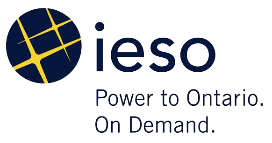 ieso
Power to Ontario.
On Demand.